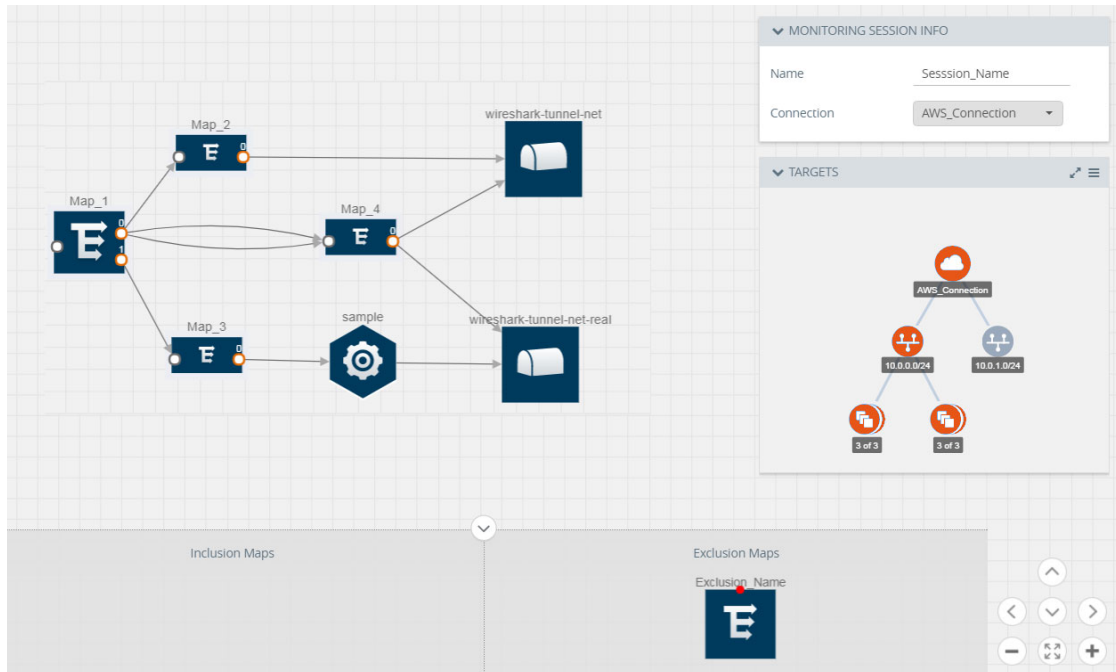 MONITORING SESSION INFO
Name
Sesssion_Name
Connection
AWS_Connection
TARGETS
AWS_Connection
10.0.0.0/24
10.0.1.0/24
3 of 3
3 of 3
Map_2
0
wireshark-tunnel-net
Map_1
0
1
Map_4
0
Map_3
0
sample
wireshark-tunnel-net-real
Inclusion Maps
Exclusion Maps
Exclusion_Name